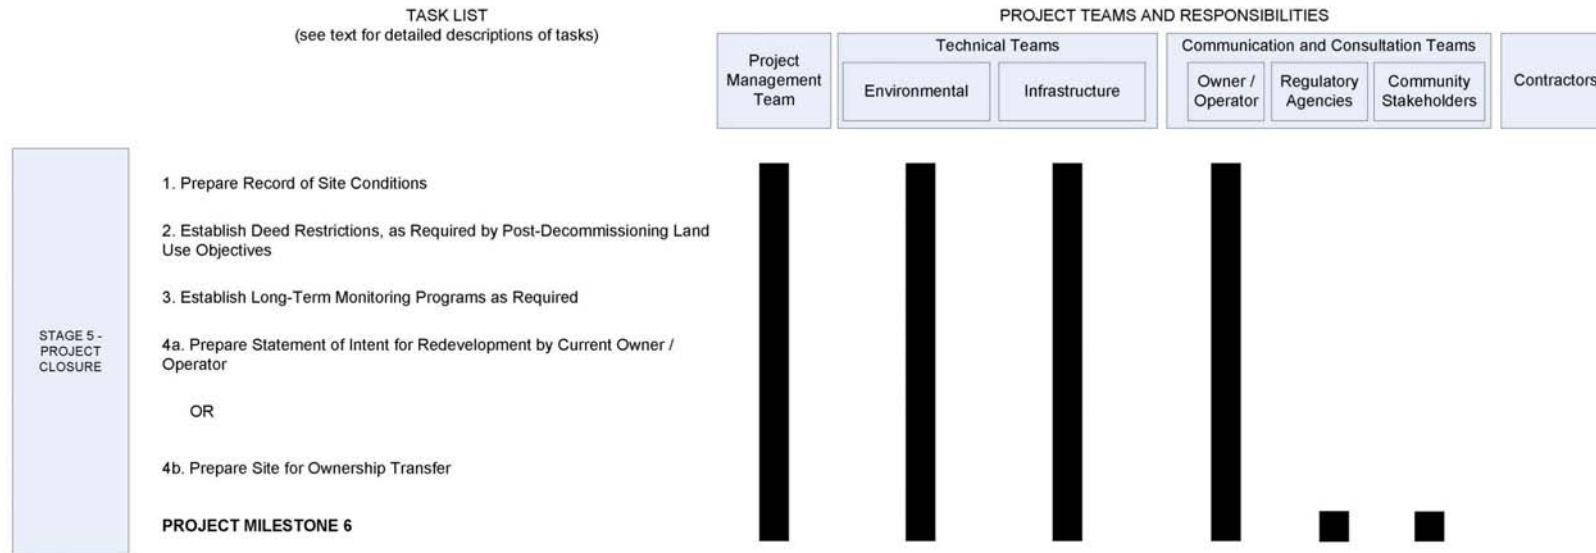 TASK LIST
(see text for detailed descriptions of tasks)
PROJECT TEAMS AND RESPONSIBILITIES
Project
Management
Team
Technical Teams
Environmental
Infrastructure
Communication and Consultation Teams
Owner /
Operator
Regulatory
Agencies
Community
Stakeholders
Contractors
STAGE 5 -
PROJECT
CLOSURE
1. Prepare Record of Site Conditions
2. Establish Deed Restrictions, as Required by Post-Decommissioning Land
Use Objectives
3. Establish Long-Term Monitoring Programs as Required
4a. Prepare Statement of Intent for Redevelopment by Current Owner /
Operator
OR
4b. Prepare Site for Ownership Transfer
PROJECT MILESTONE 6